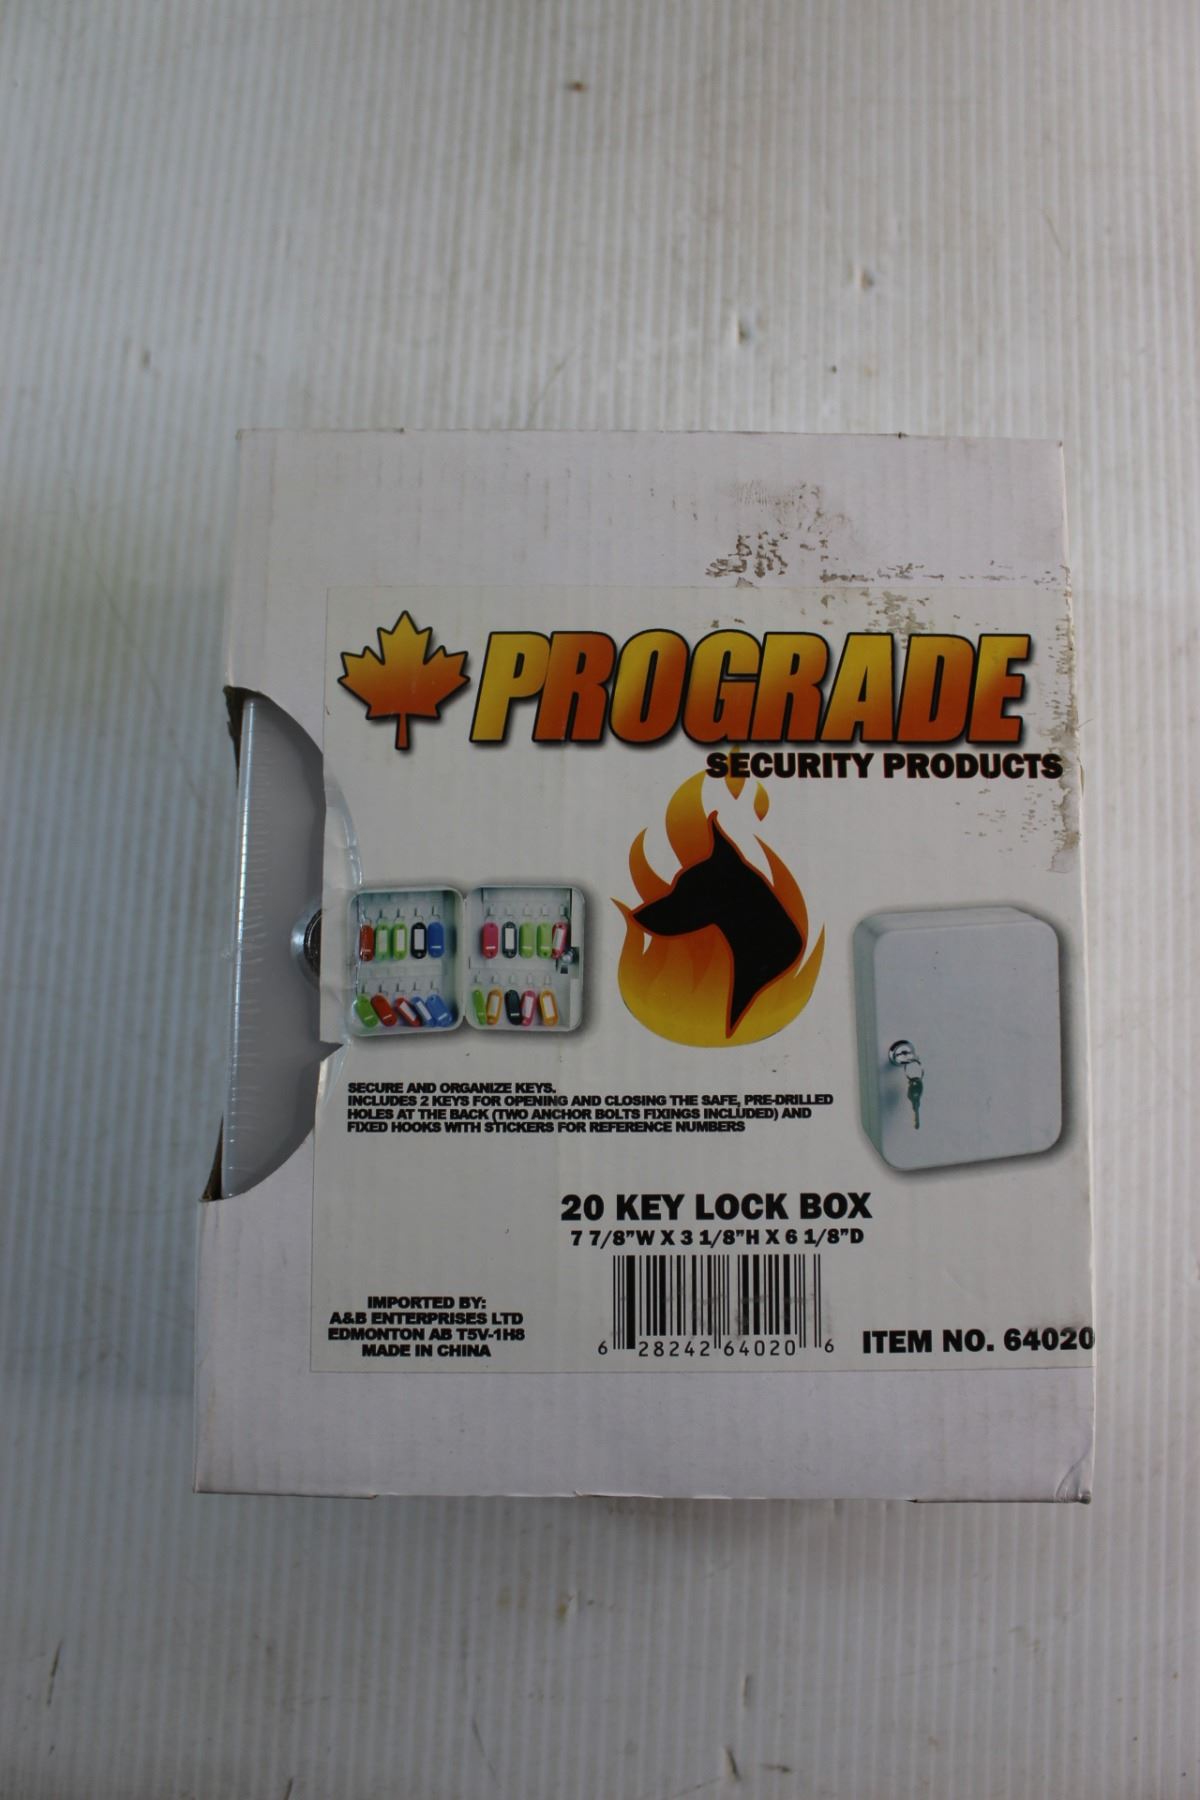 PROGRADE
SECURITY PRODUCTS
SECURE AND ORGANIZE KEYS.
INCLUDES 2 KEYS FOR OPENING AND CLOSING THE SAFE, PRE-DRILLED
HOLES AT THE BACK (TWO ANCHOR BOLTS FIXINGS INCLUDED) AND
FIXED HOOKS WITH STICKERS FOR REFERENCE NUMBERS
20 KEY LOCK BOX
7 7/8"W X 3 1/8"H X 6 1/8"D
IMPORTED BY:
A&B ENTERPRISES LTD
EDMONTON AB T5V-1H8
MADE IN CHINA
6 28242 64020 6
ITEM NO. 64020